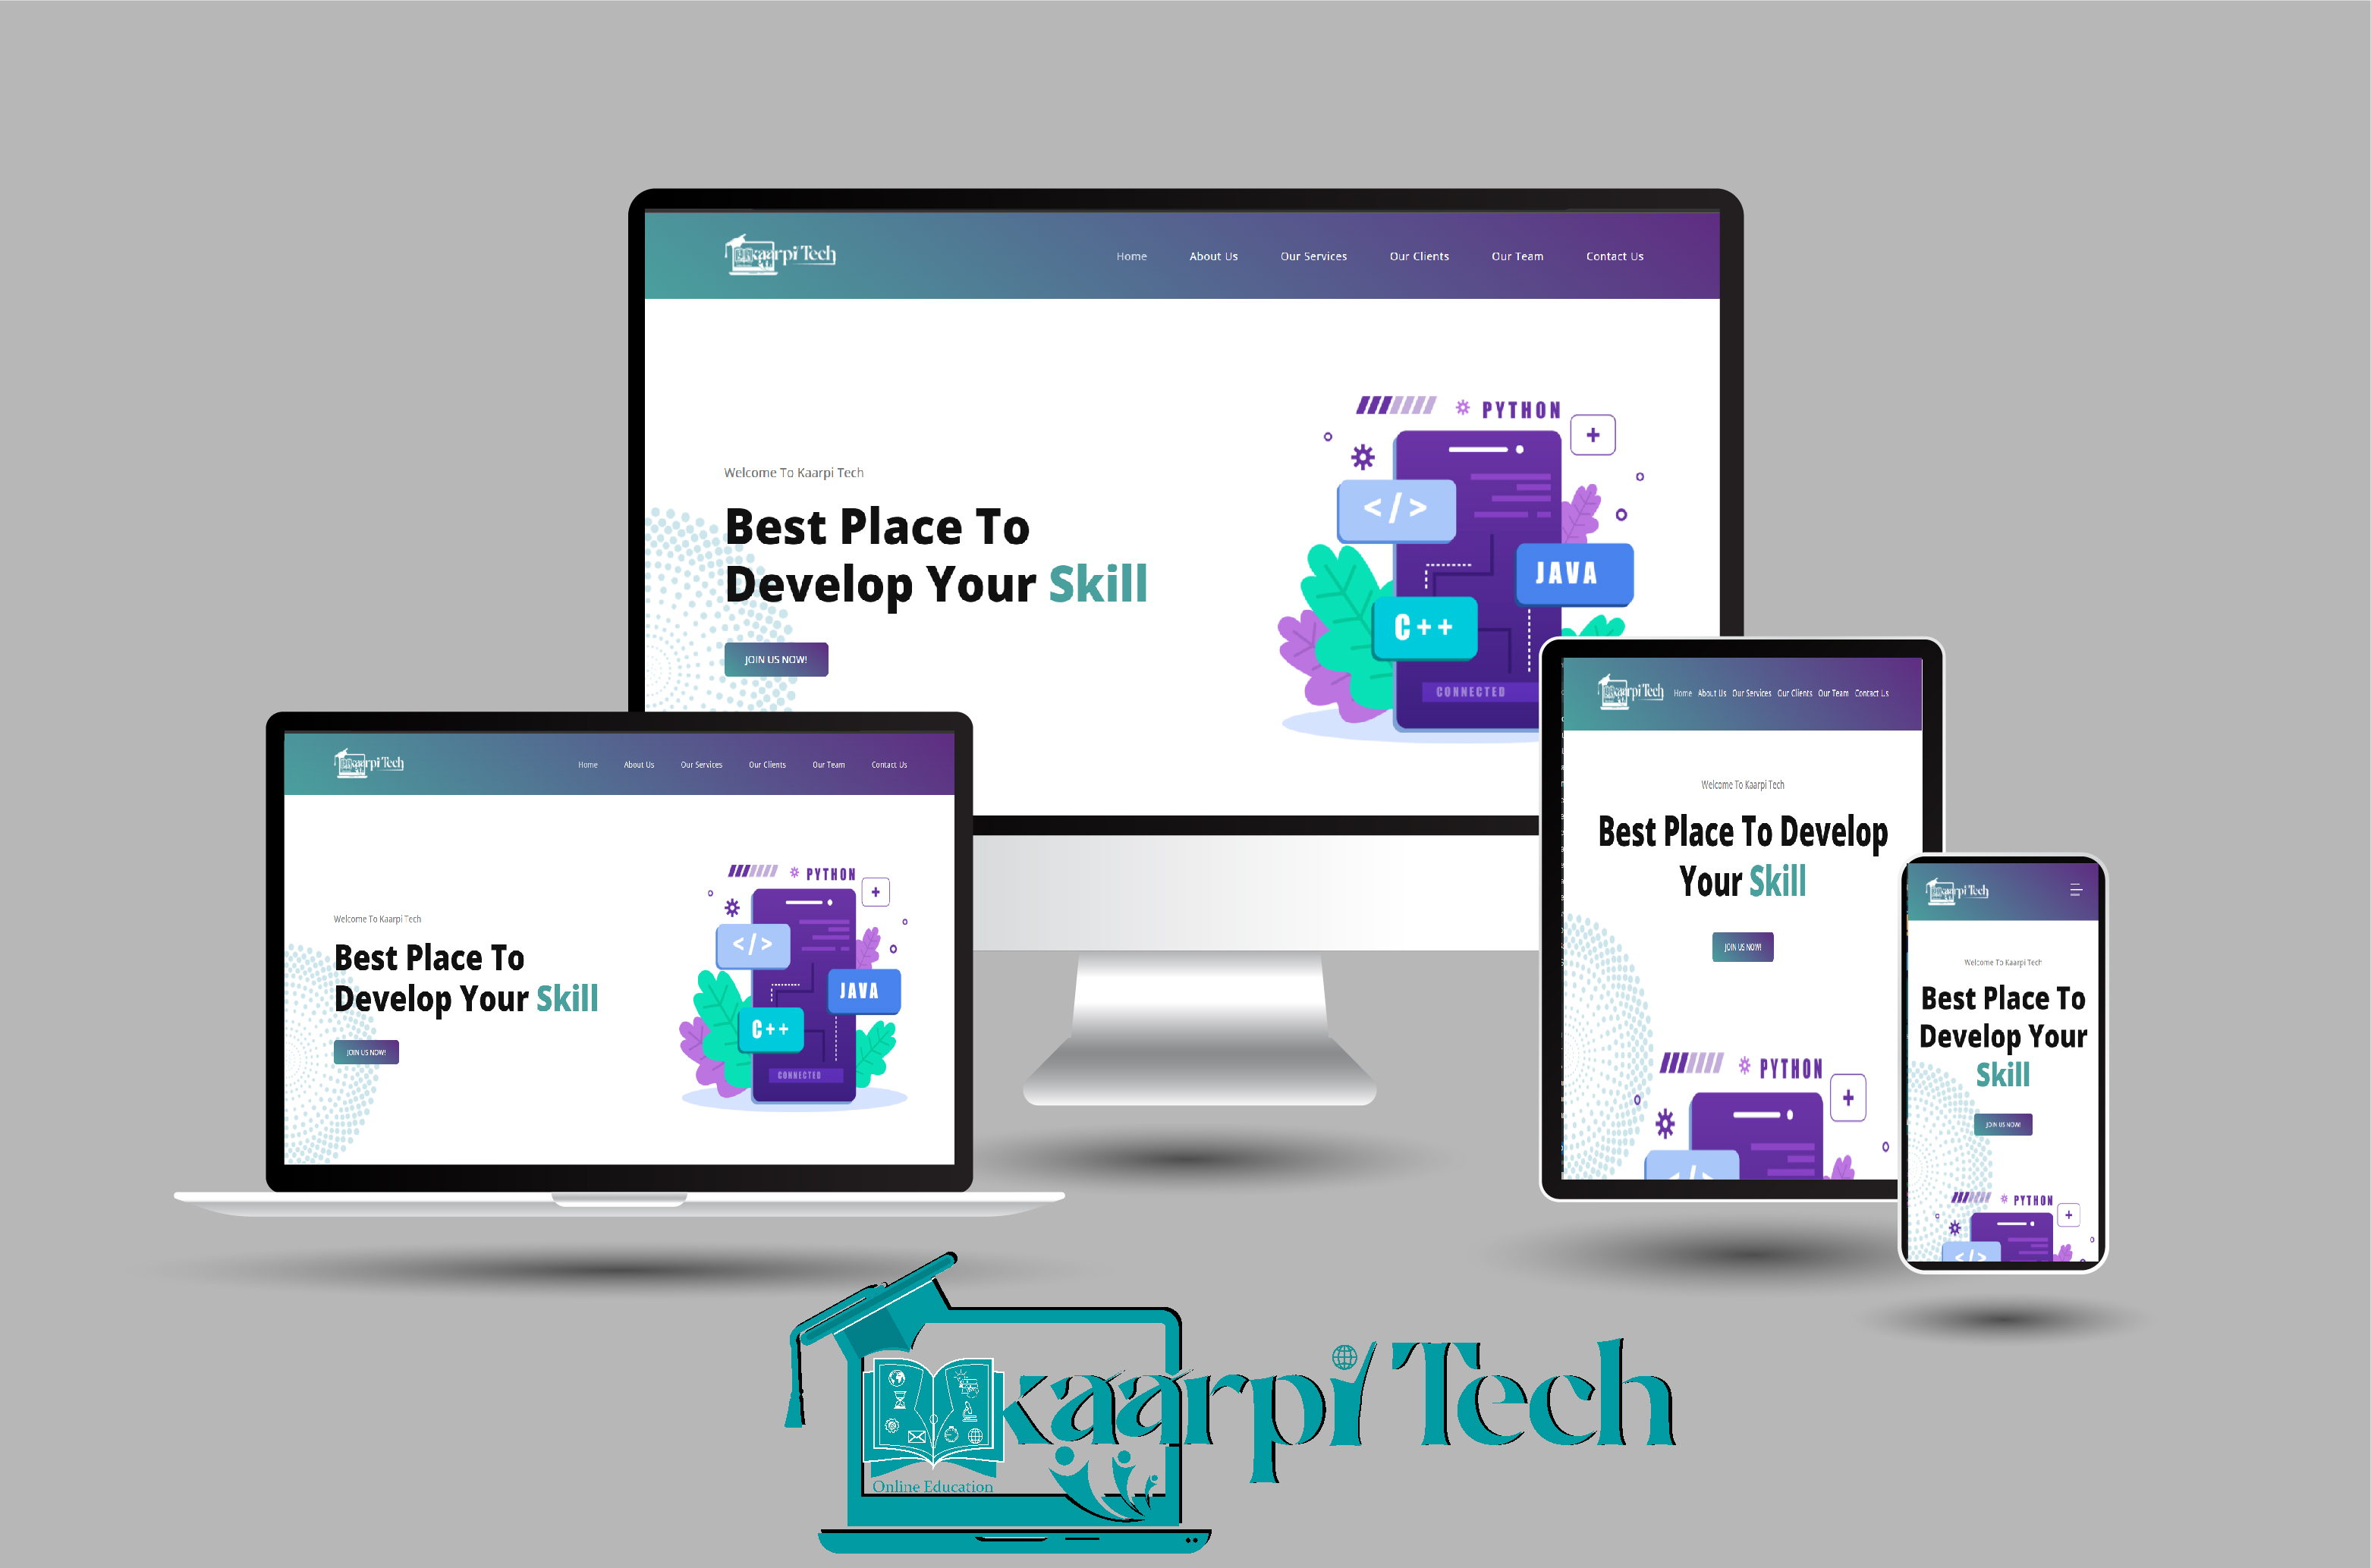 kaarpi Tech
Home About Us Our Services Our Clients Our Team Contact Us
PYTHON
Welcome To Kaarpi Tech
Best Place To
Develop Your Skill
JOIN US NOW!
</>
JAVA
C++
CONNECTED
kaarpi Tech
Home About Us Our Services Our Clients Our Team Contact Us
PYTHON
Welcome To Kaarpi Tech
Best Place To
Develop Your Skill
JOIN US NOW!
</>
JAVA
C++
CONNECTED
kaarpi Tech
Home About Us Our Services Our Clients Our Team Contact Us
Welcome To Kaarpi Tech
Best Place To Develop
Your Skill
JOIN US NOW!
PYTHON
</>
kaarpi Tech
Welcome To Kaarpi Tech
Best Place To
Develop Your
Skill
JOIN US NOW!
PYTHON
</>
kaarpi Tech
Online Education